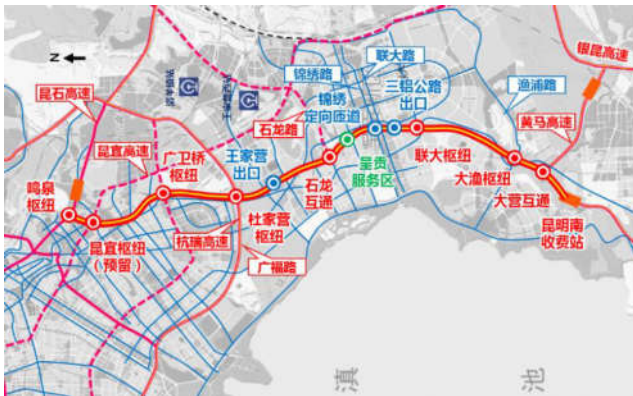 N
昆石高速
昆宜高速
广卫桥
枢纽
王家营
出口
石龙路
锦绣路
锦绣
定向匝道
联大路
三铝公路
出口
渔浦路
银昆高速
黄马高速
鸣泉
枢纽
昆宜枢纽
（预留）
杭瑞高速
杜家营
枢纽
广福路
石龙
互通
呈贡
服务区
联大枢纽
大渔枢纽
大营互通
昆明南
收费站
滇
池